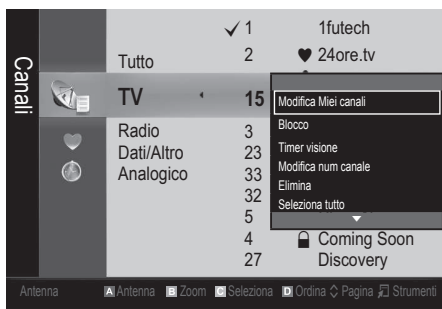 Canali
✓ 1 1futech
Tutto 2 ♥ 24ore.tv
TV 15
Radio 3
Dati/Altro 23
Analogico 33
32
5
4 Coming Soon
27 Discovery
Modifica Miei canali
Blocco
Timer visione
Modifica num canale
Elimina
Seleziona tutto
Antenna A Antenna B Zoom C Seleziona D Ordina Pagina Strumenti